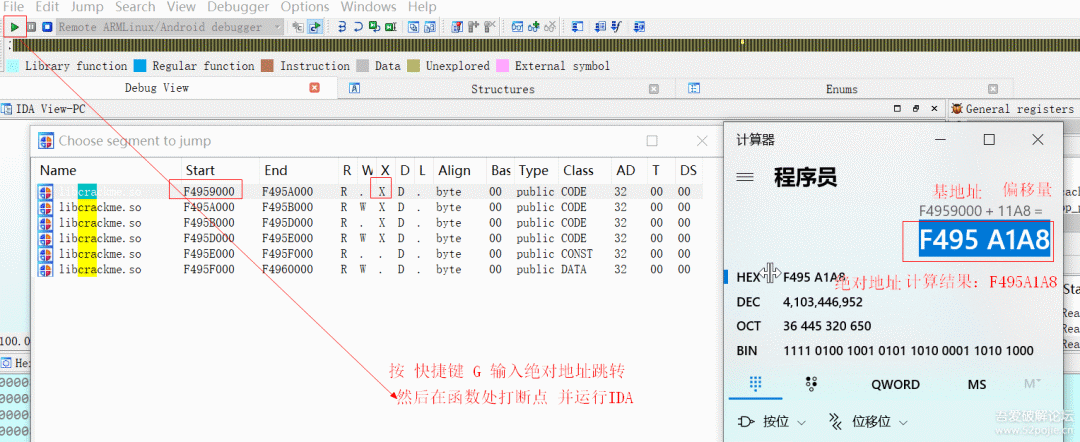 File Edit Jump Search View Debugger Options Windows Help
Remote ARMLinux/Android debugger
Library function Regular function Instruction Data Unexplored External symbol
Debug View Structures Enums
IDA View-PC General registers
Choose segment to jump
Name Start End R W X D L Align Bas Type Class AD T DS
libcrackme.so F4959000 F495A000 R . X D . byte 00 public CODE 32 00 00
libcrackme.so F495A000 F495B000 R W X D . byte 00 public CODE 32 00 00
libcrackme.so F495B000 F495D000 R . X D . byte 00 public CODE 32 00 00
libcrackme.so F495D000 F495E000 R W X D . byte 00 public CODE 32 00 00
libcrackme.so F495E000 F495F000 R . . D . byte 00 public CONST 32 00 00
libcrackme.so F495F000 F4960000 R W . D . byte 00 public DATA 32 00 00
计算器
程序员
基地址 偏移量
F4959000 + 11A8 =
F495 A1A8
HEX F495 A1A8
绝对地址 计算结果: F495A1A8
DEC 4,103,446,952
OCT 36 445 320 650
BIN 1111 0100 1001 0101 1010 0001 1010 1000
QWORD MS M
按位 位移位
按 快捷键 G 输入绝对地址跳转
然后在函数处打断点 并运行IDA
100.0
Hex
吾爱破解论坛
www.52pojie.cn